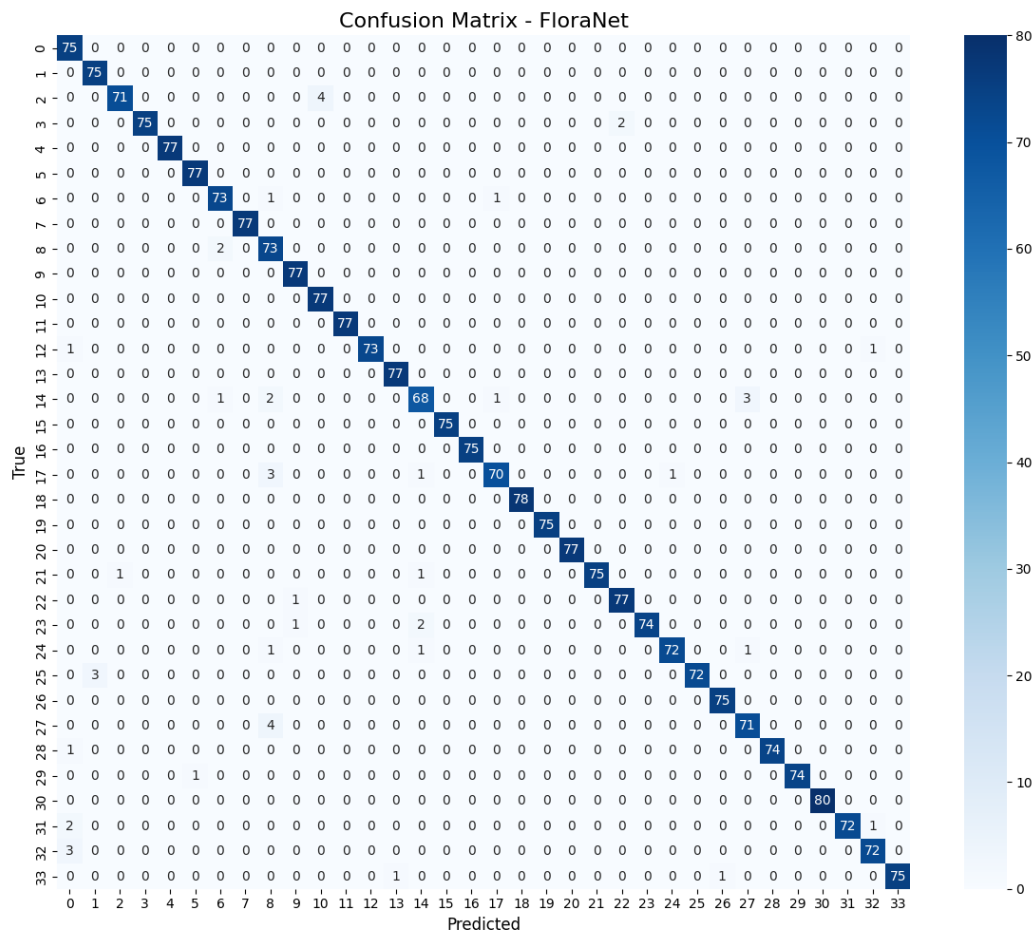 Confusion Matrix - FloraNet
0 75 0 0 0 0 0 0 0 0 0 0 0 0 0 0 0 0 0 0 0 0 0 0 0 0 0 0 0 0 0 0 0 0 0
1 0 75 0 0 0 0 0 0 0 0 0 0 0 0 0 0 0 0 0 0 0 0 0 0 0 0 0 0 0 0 0 0 0 0
2 0 0 71 0 0 0 0 0 0 0 4 0 0 0 0 0 0 0 0 0 0 0 0 0 0 0 0 0 0 0 0 0 0 0
3 0 0 0 75 0 0 0 0 0 0 0 0 0 0 0 0 0 0 0 0 0 0 2 0 0 0 0 0 0 0 0 0 0 0
4 0 0 0 0 77 0 0 0 0 0 0 0 0 0 0 0 0 0 0 0 0 0 0 0 0 0 0 0 0 0 0 0 0 0
5 0 0 0 0 0 77 0 0 0 0 0 0 0 0 0 0 0 0 0 0 0 0 0 0 0 0 0 0 0 0 0 0 0 0
6 0 0 0 0 0 0 73 0 1 0 0 0 0 0 0 0 0 1 0 0 0 0 0 0 0 0 0 0 0 0 0 0 0 0
7 0 0 0 0 0 0 0 77 0 0 0 0 0 0 0 0 0 0 0 0 0 0 0 0 0 0 0 0 0 0 0 0 0 0
8 0 0 0 0 0 0 2 0 73 0 0 0 0 0 0 0 0 0 0 0 0 0 0 0 0 0 0 0 0 0 0 0 0 0
9 0 0 0 0 0 0 0 0 0 77 0 0 0 0 0 0 0 0 0 0 0 0 0 0 0 0 0 0 0 0 0 0 0 0
10 0 0 0 0 0 0 0 0 0 0 77 0 0 0 0 0 0 0 0 0 0 0 0 0 0 0 0 0 0 0 0 0 0 0
11 0 0 0 0 0 0 0 0 0 0 0 77 0 0 0 0 0 0 0 0 0 0 0 0 0 0 0 0 0 0 0 0 0 0
12 1 0 0 0 0 0 0 0 0 0 0 0 73 0 0 0 0 0 0 0 0 0 0 0 0 0 0 0 0 0 0 0 1 0
13 0 0 0 0 0 0 0 0 0 0 0 0 0 77 0 0 0 0 0 0 0 0 0 0 0 0 0 0 0 0 0 0 0 0
14 0 0 0 0 0 0 1 0 2 0 0 0 0 0 68 0 0 1 0 0 0 0 0 0 0 0 0 3 0 0 0 0 0 0
15 0 0 0 0 0 0 0 0 0 0 0 0 0 0 0 75 0 0 0 0 0 0 0 0 0 0 0 0 0 0 0 0 0 0
16 0 0 0 0 0 0 0 0 0 0 0 0 0 0 0 0 75 0 0 0 0 0 0 0 0 0 0 0 0 0 0 0 0 0
17 0 0 0 0 0 0 0 0 3 0 0 0 0 0 1 0 0 70 0 0 0 0 0 0 1 0 0 0 0 0 0 0 0 0
18 0 0 0 0 0 0 0 0 0 0 0 0 0 0 0 0 0 0 78 0 0 0 0 0 0 0 0 0 0 0 0 0 0 0
19 0 0 0 0 0 0 0 0 0 0 0 0 0 0 0 0 0 0 0 75 0 0 0 0 0 0 0 0 0 0 0 0 0 0
20 0 0 0 0 0 0 0 0 0 0 0 0 0 0 0 0 0 0 0 0 77 0 0 0 0 0 0 0 0 0 0 0 0 0
21 0 0 1 0 0 0 0 0 0 0 0 0 0 0 1 0 0 0 0 0 0 75 0 0 0 0 0 0 0 0 0 0 0 0
22 0 0 0 0 0 0 0 0 0 1 0 0 0 0 0 0 0 0 0 0 0 0 77 0 0 0 0 0 0 0 0 0 0 0
23 0 0 0 0 0 0 0 0 0 1 0 0 0 0 2 0 0 0 0 0 0 0 0 74 0 0 0 0 0 0 0 0 0 0
24 0 0 0 0 0 0 0 0 1 0 0 0 0 0 1 0 0 0 0 0 0 0 0 0 72 0 0 1 0 0 0 0 0 0
25 0 3 0 0 0 0 0 0 0 0 0 0 0 0 0 0 0 0 0 0 0 0 0 0 0 72 0 0 0 0 0 0 0 0
26 0 0 0 0 0 0 0 0 0 0 0 0 0 0 0 0 0 0 0 0 0 0 0 0 0 0 75 0 0 0 0 0 0 0
27 0 0 0 0 0 0 0 0 4 0 0 0 0 0 0 0 0 0 0 0 0 0 0 0 0 0 0 71 0 0 0 0 0 0
28 1 0 0 0 0 0 0 0 0 0 0 0 0 0 0 0 0 0 0 0 0 0 0 0 0 0 0 0 74 0 0 0 0 0
29 0 0 0 0 0 1 0 0 0 0 0 0 0 0 0 0 0 0 0 0 0 0 0 0 0 0 0 0 0 74 0 0 0 0
30 0 0 0 0 0 0 0 0 0 0 0 0 0 0 0 0 0 0 0 0 0 0 0 0 0 0 0 0 0 0 80 0 0 0
31 2 0 0 0 0 0 0 0 0 0 0 0 0 0 0 0 0 0 0 0 0 0 0 0 0 0 0 0 0 0 0 72 1 0
32 3 0 0 0 0 0 0 0 0 0 0 0 0 0 0 0 0 0 0 0 0 0 0 0 0 0 0 0 0 0 0 0 72 0
33 0 0 0 0 0 0 0 0 0 0 0 0 0 1 0 0 0 0 0 0 0 0 0 0 0 0 1 0 0 0 0 0 0 75
0 1 2 3 4 5 6 7 8 9 10 11 12 13 14 15 16 17 18 19 20 21 22 23 24 25 26 27 28 29 30 31 32 33
True
Predicted
80
70
60
50
40
30
20
10
0